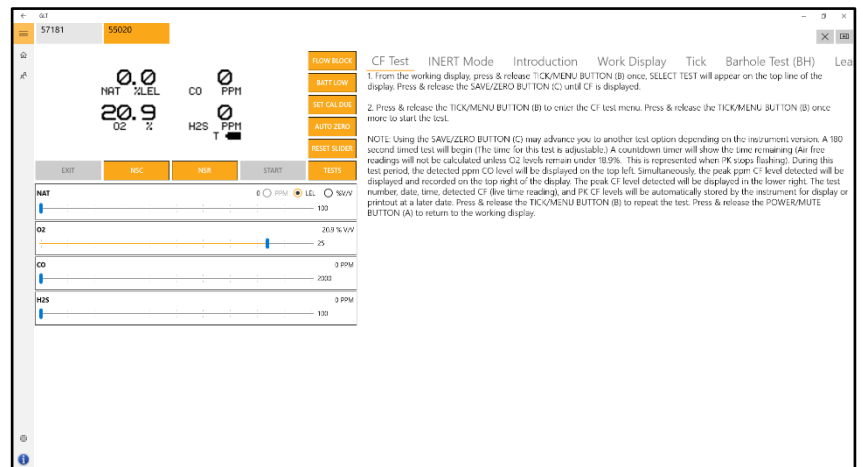 GLT
57181 55020
FLOW BLOCK
BATT LOW
SET CAL DUE
AUTO ZERO
RESET SLIDER
0.0 0
NAT %LEL CO PPM
20.9 0
O2 % H2S PPM
T
EXIT NSC NSR START TESTS
NAT 0 PPM LEL %V/V
100
O2 20.9 % V/V
25
CO 0 PPM
2000
H2S 0 PPM
100
CF Test INERT Mode Introduction Work Display Tick Barhole Test (BH) Lea
1. From the working display, press & release TICK/MENU BUTTON (B) once, SELECT TEST will appear on the top line of the
display. Press & release the SAVE/ZERO BUTTON (C) until CF is displayed.
2. Press & release the TICK/MENU BUTTON (B) to enter the CF test menu. Press & release the TICK/MENU BUTTON (B) once
more to start the test.
NOTE: Using the SAVE/ZERO BUTTON (C) may advance you to another test option depending on the instrument version. A 180
second timed test will begin (The time for this test is adjustable.) A countdown timer will show the time remaining (Air free
readings will not be calculated unless O2 levels remain under 18.9%. This is represented when PK stops flashing). During this
test period, the detected ppm CO level will be displayed on the top left. Simultaneously, the peak ppm CF level detected will be
displayed and recorded on the top right of the display. The peak CF level detected will be displayed in the lower right. The test
number, date, time, detected CF (live time reading), and PK CF levels will be automatically stored by the instrument for display or
printout at a later date. Press & release the TICK/MENU BUTTON (B) to repeat the test. Press & release the POWER/MUTE
BUTTON (A) to return to the working display.